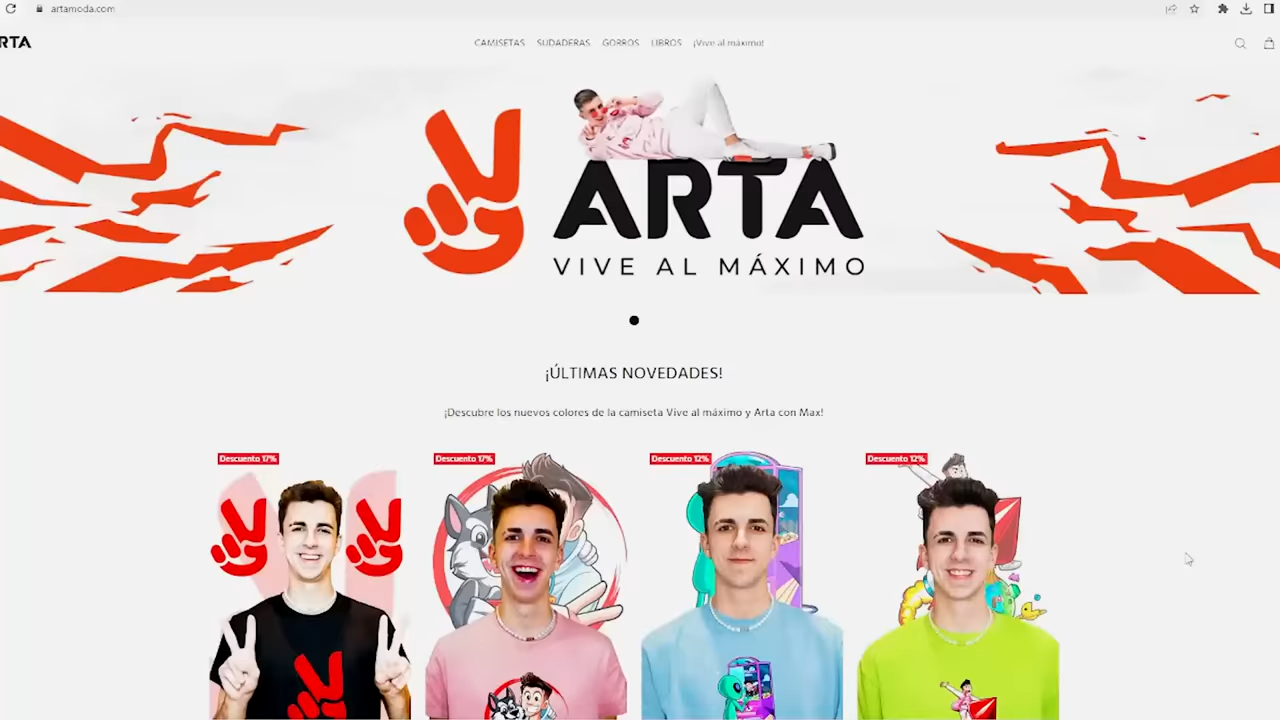 artamoda.com
RTA
CAMISETAS SUDADERAS GORROS LIBROS ¡Vive al máximo!
ARTA
VIVE AL MÁXIMO
¡ÚLTIMAS NOVEDADES!
¡Descubre los nuevos colores de la camiseta Vive al máximo y Arta con Max!
Descuento 17% Descuento 17% Descuento 12% Descuento 12%